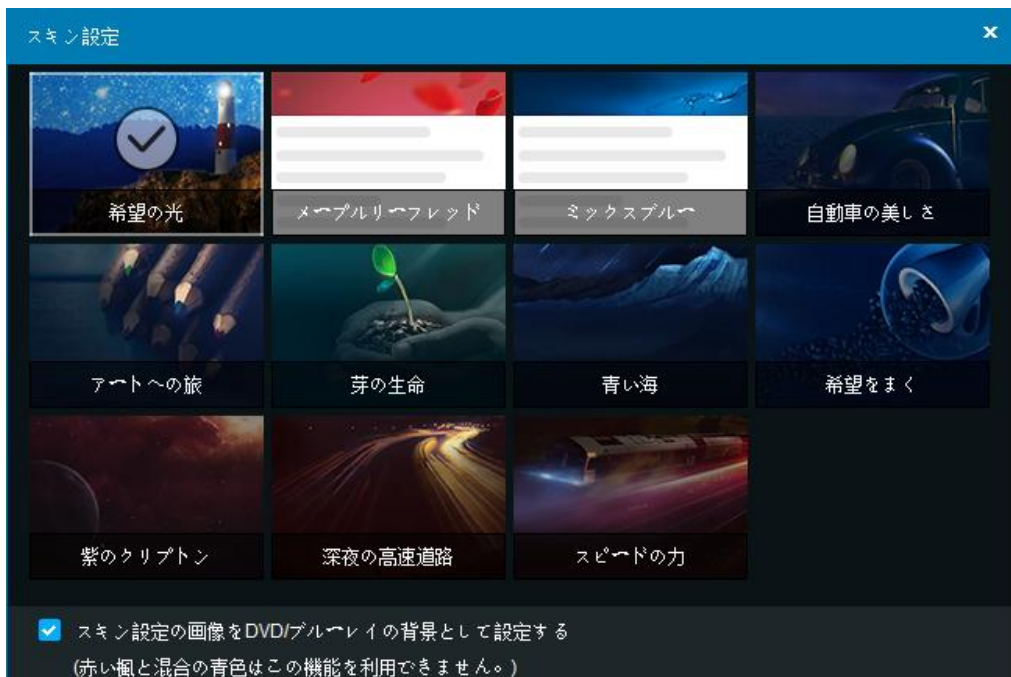 スキン設定
希望の光
メープルリーフレッド
ミックスブルー
自動車の美しさ
アートへの旅
芽の生命
青い海
希望をまく
紫のクリプトン
深夜の高速道路
スピードの力
スキン設定の画像をDVD/ブルーレイの背景として設定する
(赤い楓と混合の青色はこの機能を利用できません。)